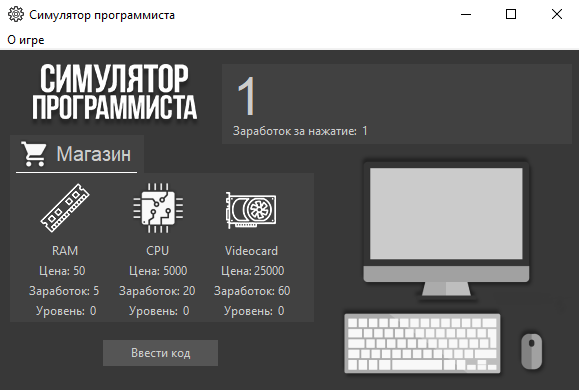 Симулятор программиста
О игре
СИМУЛЯТОР
ПРОГРАММИСТА
1
Заработок за нажатие: 1
Магазин
RAM CPU Videocard
Цена: 50 Цена: 5000 Цена: 25000
Заработок: 5 Заработок: 20 Заработок: 60
Уровень: 0 Уровень: 0 Уровень: 0
Ввести код